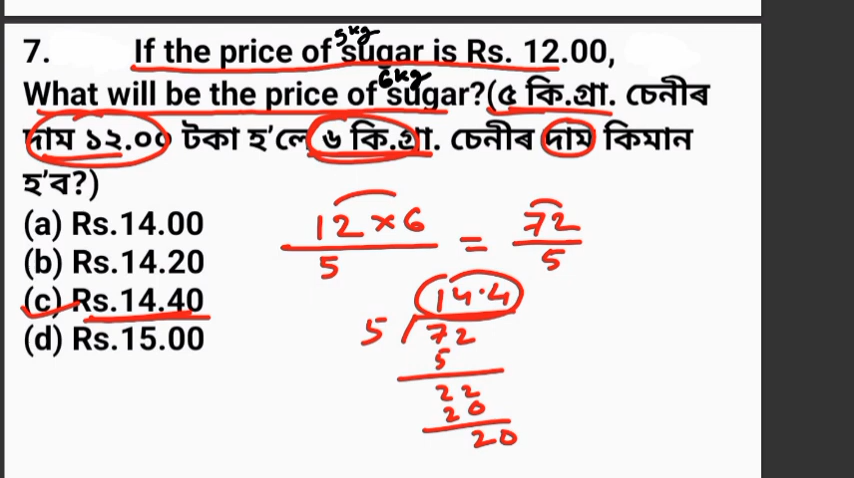 7. If the price of 5kg sugar is Rs. 12.00,
What will be the price of 6kg sugar?(৫ কি.গ্ৰা. চেনীৰ
দাম ১২.০০ টকা হ'লে ৬ কি.গ্ৰা. চেনীৰ দাম কিমান
হ'ব?)
(a) Rs.14.00
(b) Rs.14.20
(c) Rs.14.40
(d) Rs.15.00
12 × 6 / 5 = 72 / 5
14.4
5 72
5
22
20
20